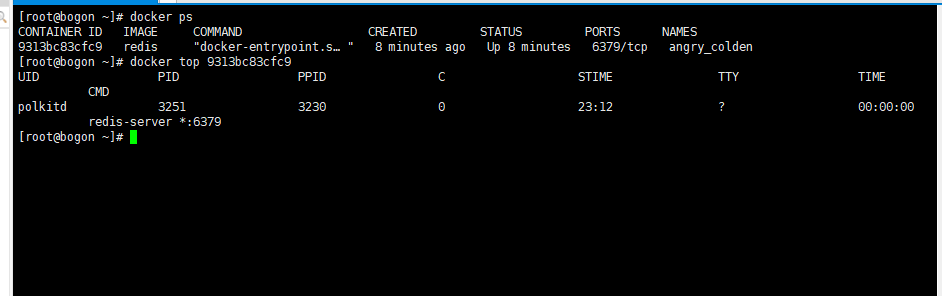 [root@bogon ~]# docker ps
CONTAINER ID IMAGE COMMAND CREATED STATUS PORTS NAMES
9313bc83cfc9 redis "docker-entrypoint.s… " 8 minutes ago Up 8 minutes 6379/tcp angry_colden
[root@bogon ~]# docker top 9313bc83cfc9
UID PID PPID C STIME TTY TIME
CMD
polkitd 3251 3230 0 23:12 ? 00:00:00
redis-server *:6379
[root@bogon ~]#